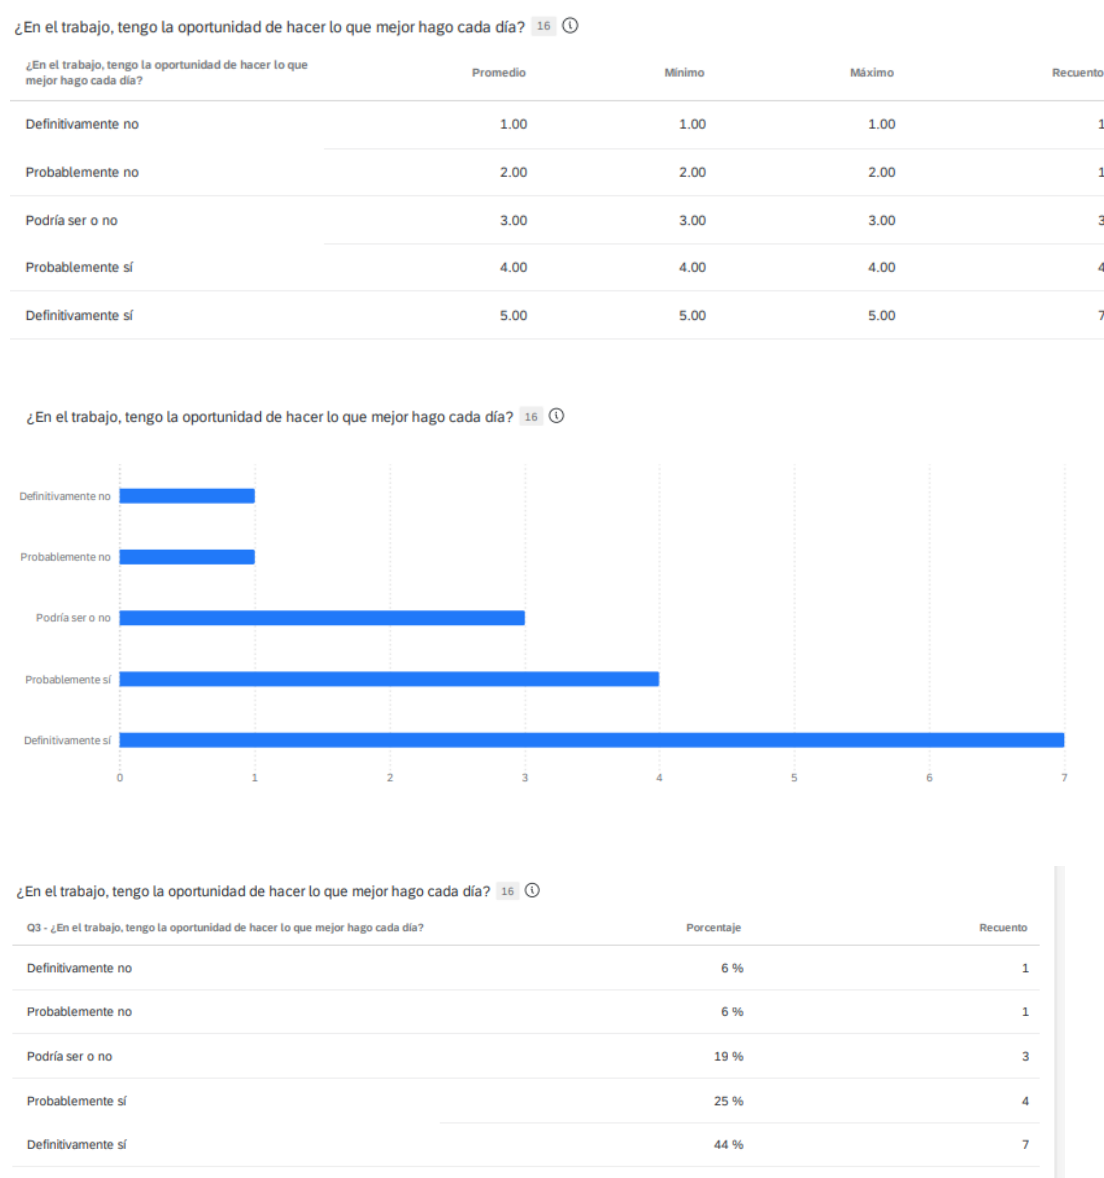 ¿En el trabajo, tengo la oportunidad de hacer lo que mejor hago cada día? 16
¿En el trabajo, tengo la oportunidad de hacer lo que
mejor hago cada día?
Promedio Mínimo Máximo Recuento
Definitivamente no 1.00 1.00 1.00 1
Probablemente no 2.00 2.00 2.00 1
Podría ser o no 3.00 3.00 3.00 3
Probablemente sí 4.00 4.00 4.00 4
Definitivamente sí 5.00 5.00 5.00 7
¿En el trabajo, tengo la oportunidad de hacer lo que mejor hago cada día? 16
Definitivamente no
Probablemente no
Podría ser o no
Probablemente sí
Definitivamente sí
0 1 2 3 4 5 6 7
¿En el trabajo, tengo la oportunidad de hacer lo que mejor hago cada día? 16
Q3 - ¿En el trabajo, tengo la oportunidad de hacer lo que mejor hago cada día? Porcentaje Recuento
Definitivamente no 6 % 1
Probablemente no 6 % 1
Podría ser o no 19 % 3
Probablemente sí 25 % 4
Definitivamente sí 44 % 7